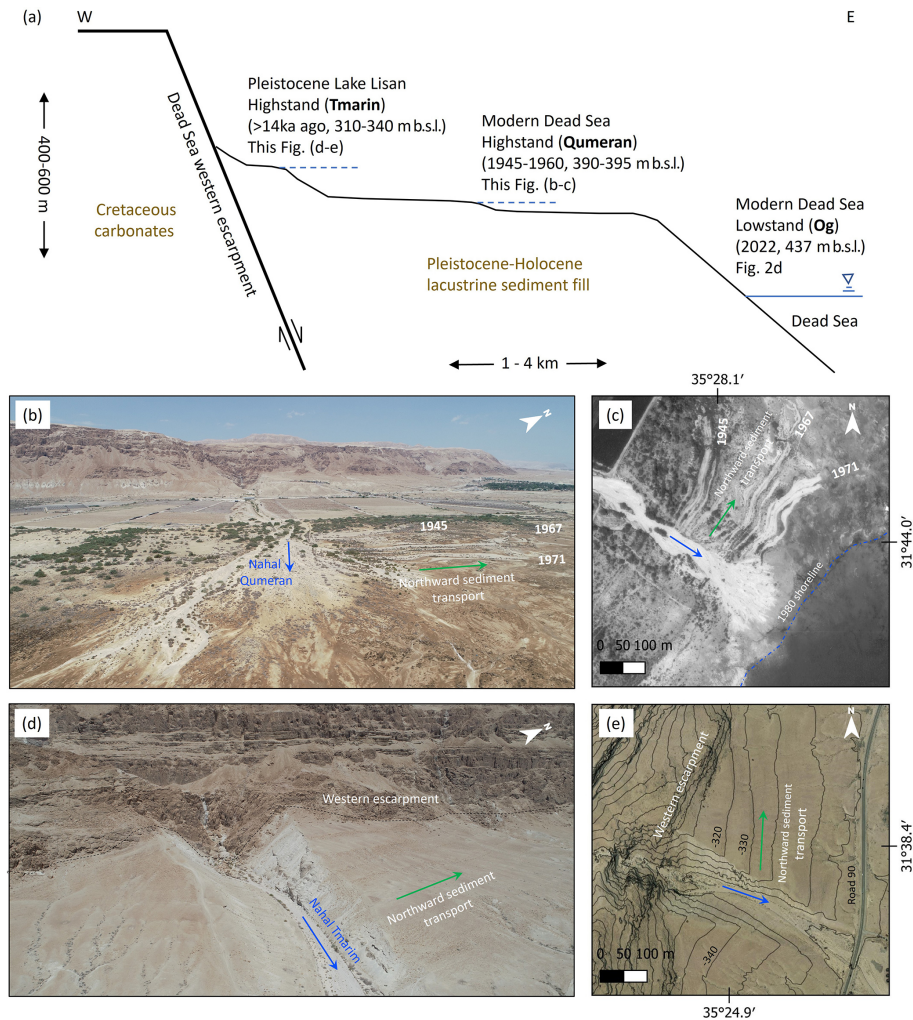 (a)
W
E
Pleistocene Lake Lisan
Highstand (Tmarin)
(>14ka ago, 310-340 m b.s.l.)
This Fig. (d-e)
Modern Dead Sea
Highstand (Qumeran)
(1945-1960, 390-395 m b.s.l.)
This Fig. (b-c)
Modern Dead Sea
Lowstand (Og)
(2022, 437 m b.s.l.)
Fig. 2d
400-600 m
Dead Sea western escarpment
Cretaceous
carbonates
Pleistocene-Holocene
lacustrine sediment fill
Dead Sea
1 - 4 km
(b)
N
1945
1967
1971
Nahal
Qumeran
Northward sediment
transport
35°28.1′
(c)
N
1945
1967
1971
Northward sediment
transport
1980 shoreline
0 50 100 m
31°44.0′
(d)
N
Western escarpment
Northward sediment
transport
Nahal Tmarim
(e)
N
Western escarpment
-320
-330
-340
Northward sediment
transport
Road 90
0 50 100 m
31°38.4′
35°24.9′